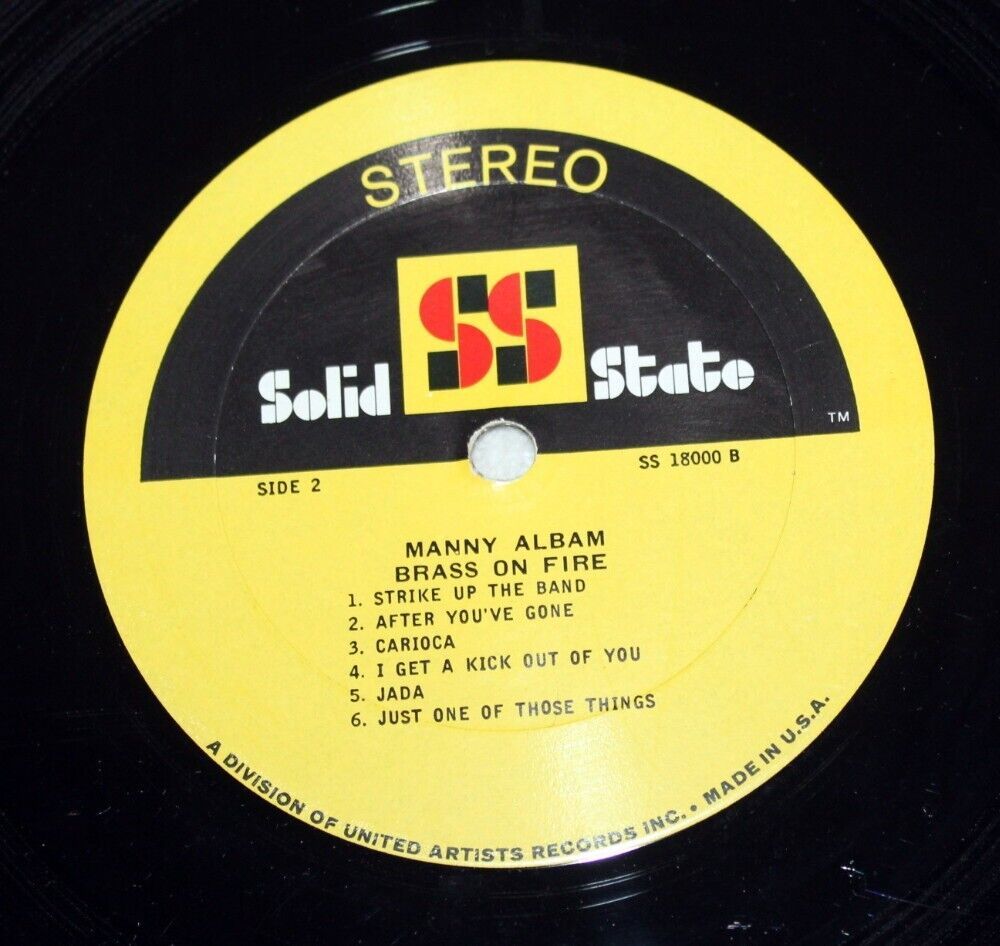 STEREO
Solid SS State
TM
SIDE 2
SS 18000 B
MANNY ALBAM
BRASS ON FIRE
1. STRIKE UP THE BAND
2. AFTER YOU'VE GONE
3. CARIOCA
4. I GET A KICK OUT OF YOU
5. JADA
6. JUST ONE OF THOSE THINGS
A DIVISION OF UNITED ARTISTS RECORDS INC. • MADE IN U.S.A.